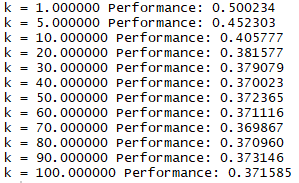 k = 1.000000 Performance: 0.500234
k = 5.000000 Performance: 0.452303
k = 10.000000 Performance: 0.405777
k = 20.000000 Performance: 0.381577
k = 30.000000 Performance: 0.379079
k = 40.000000 Performance: 0.370023
k = 50.000000 Performance: 0.372365
k = 60.000000 Performance: 0.371116
k = 70.000000 Performance: 0.369867
k = 80.000000 Performance: 0.370960
k = 90.000000 Performance: 0.373146
k = 100.000000 Performance: 0.371585